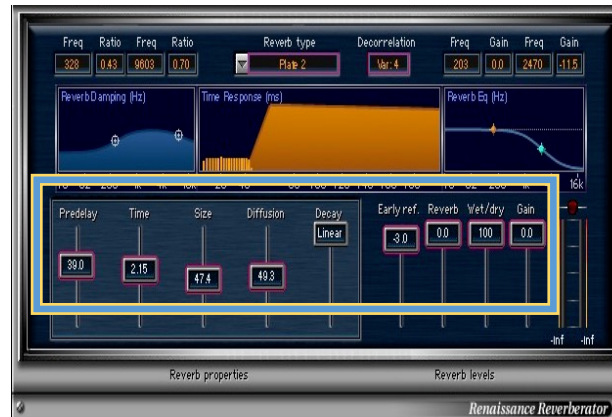 Freq Ratio Freq Ratio Reverb type Decorrelation Freq Gain Freq Gain
328 0.43 9603 0.70 Plate 2 Var: 4 203 0.0 2470 -11.5
Reverb Damping (Hz) Time Response (ms) Reverb Eq (Hz)
16k
Predelay Time Size Diffusion Decay Early ref. Reverb Wet/dry Gain
Linear -3.0 0.0 100 0.0
39.0 2.15 47.4 49.3
-Inf -Inf
Reverb properties Reverb levels
Renaissance Reverberator